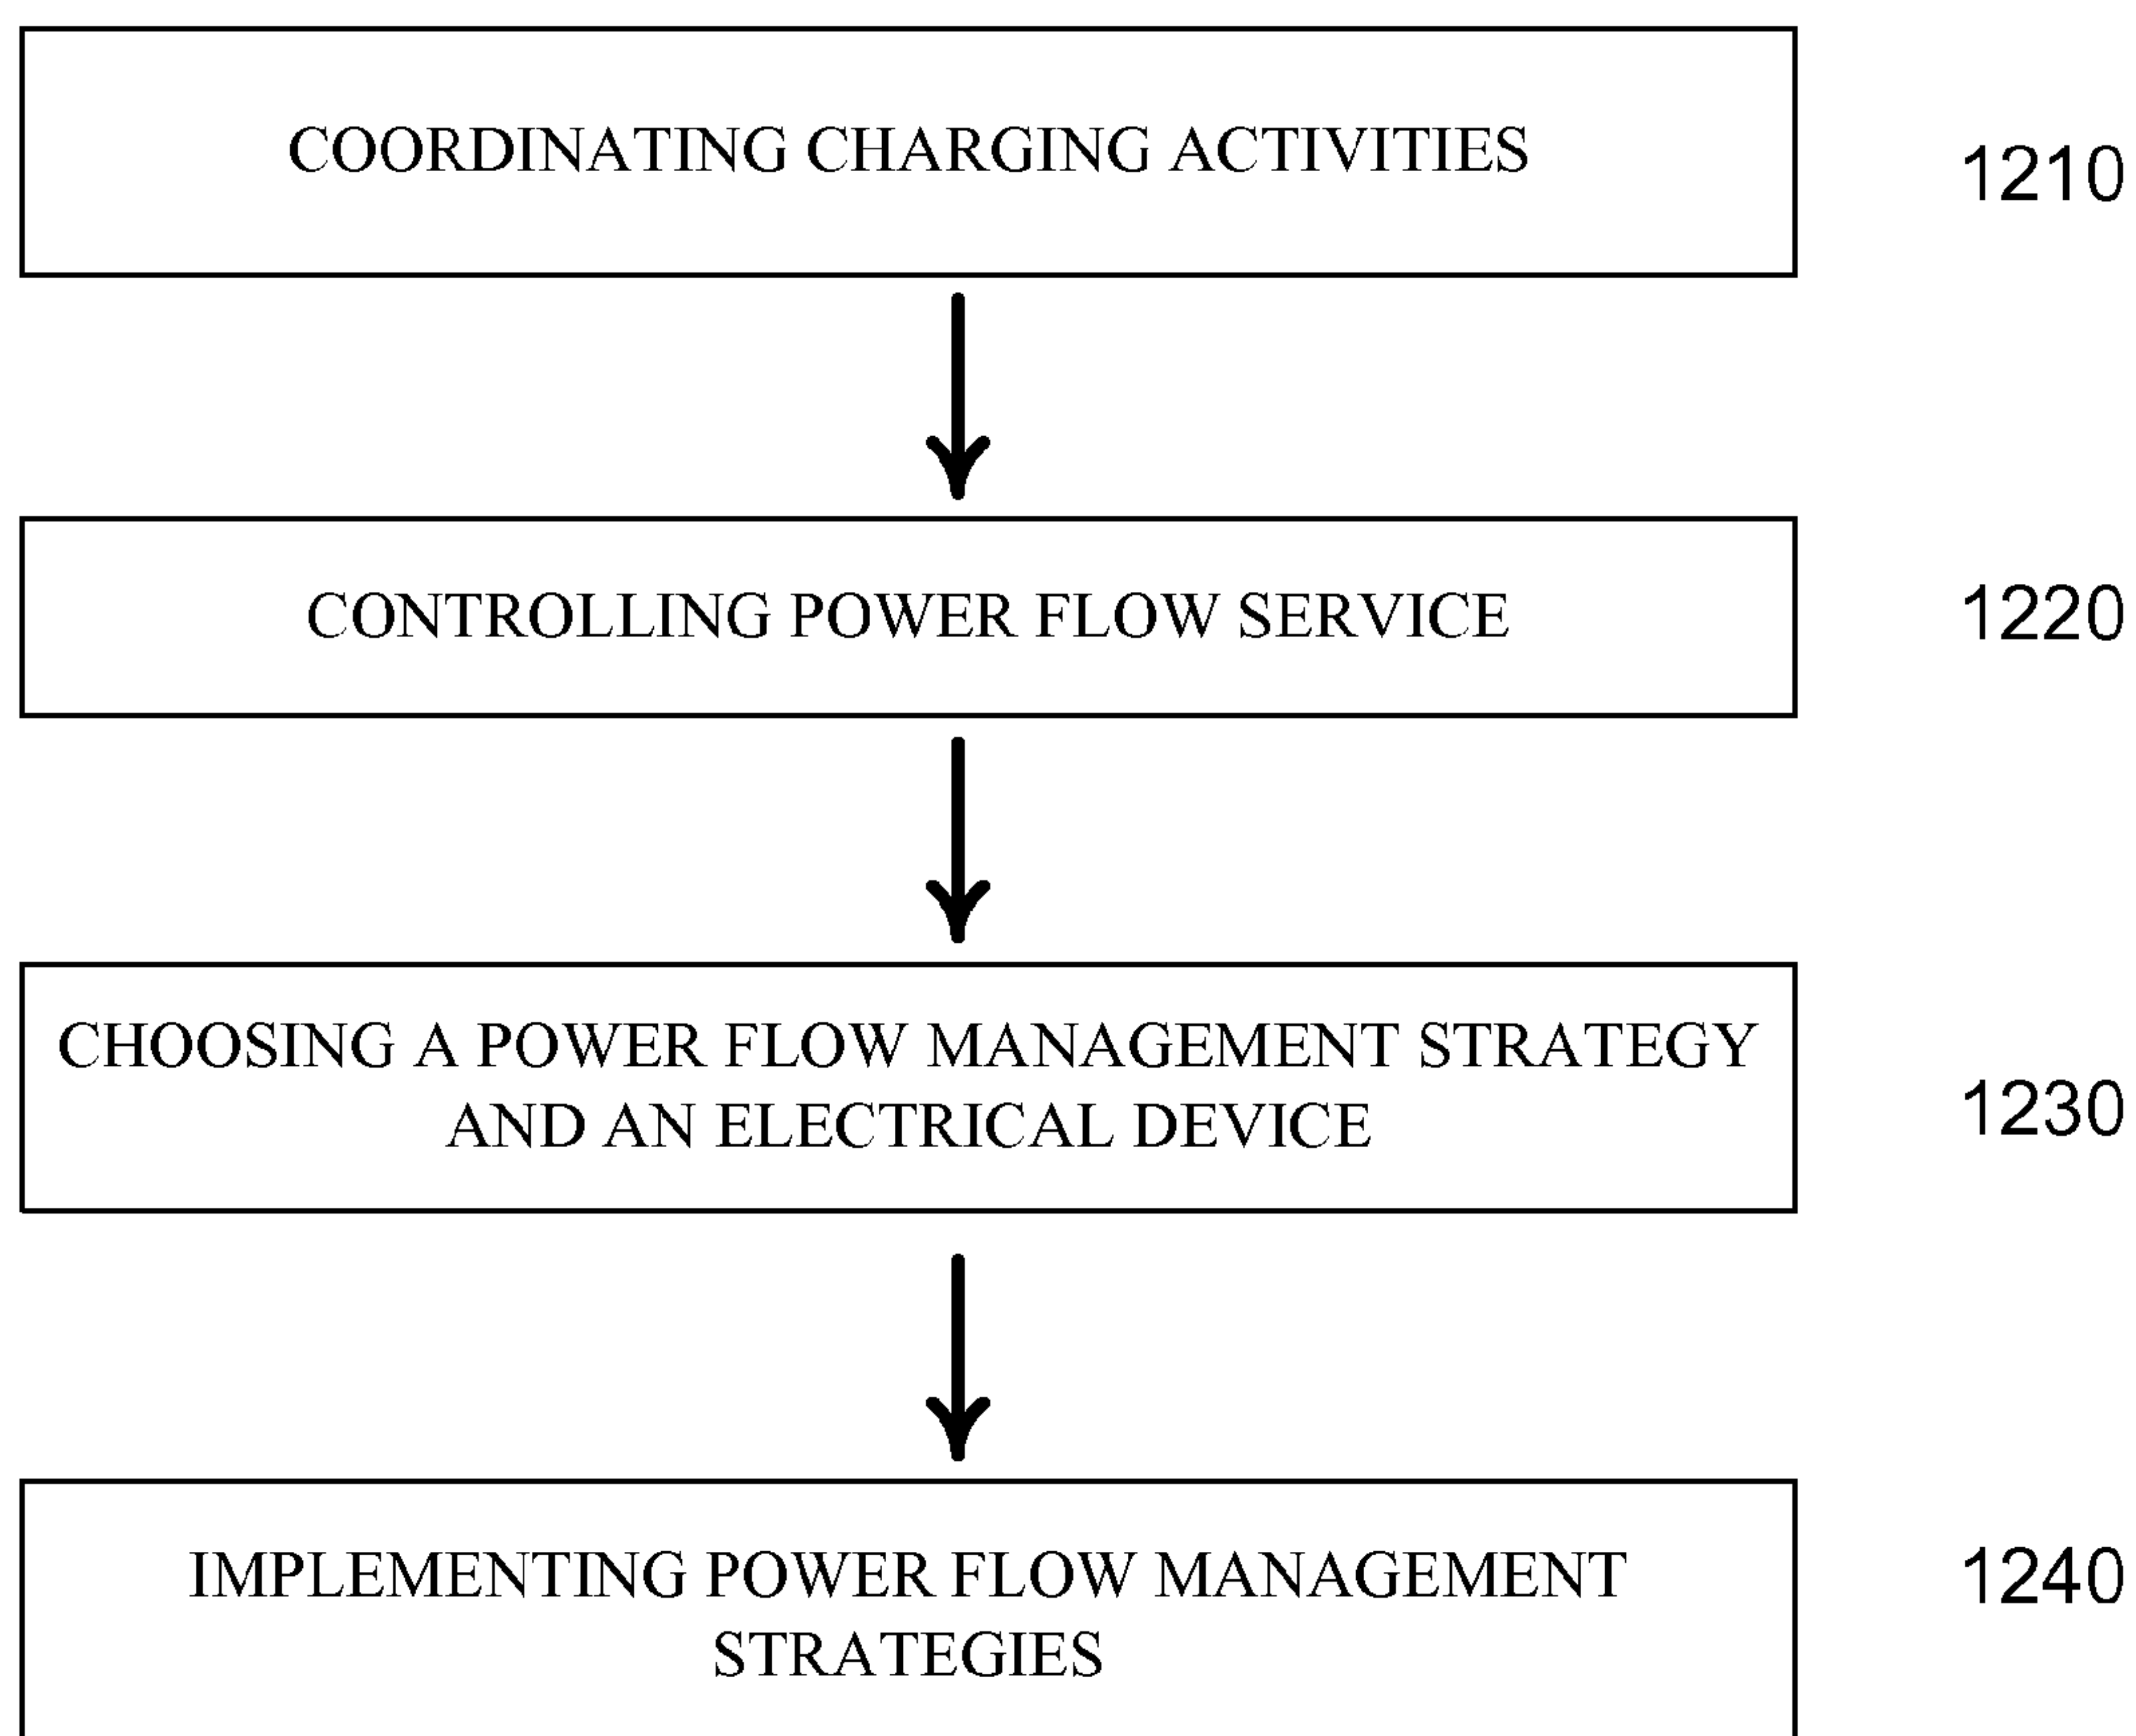 COORDINATING CHARGING ACTIVITIES
1210
CONTROLLING POWER FLOW SERVICE
1220
CHOOSING A POWER FLOW MANAGEMENT STRATEGY
AND AN ELECTRICAL DEVICE
1230
IMPLEMENTING POWER FLOW MANAGEMENT
STRATEGIES
1240